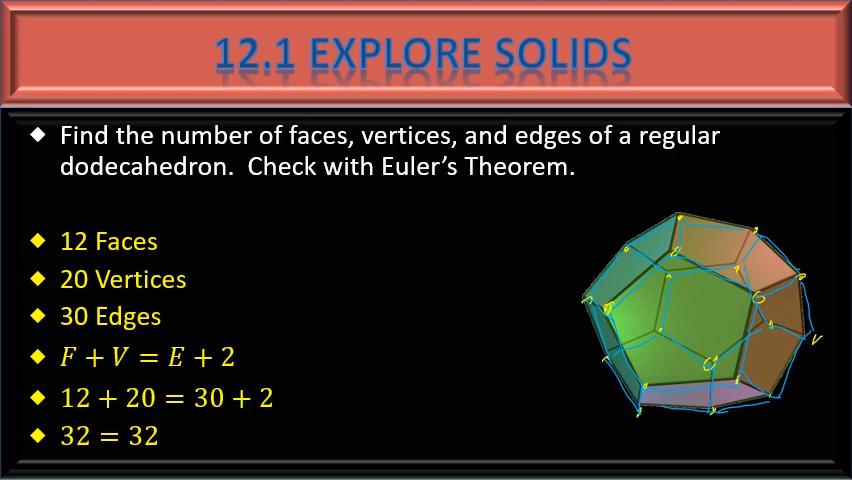 12.1 EXPLORE SOLIDS
◆ Find the number of faces, vertices, and edges of a regular
dodecahedron.  Check with Euler's Theorem.
◆ 12 Faces
◆ 20 Vertices
◆ 30 Edges
◆ F + V = E + 2
◆ 12 + 20 = 30 + 2
◆ 32 = 32